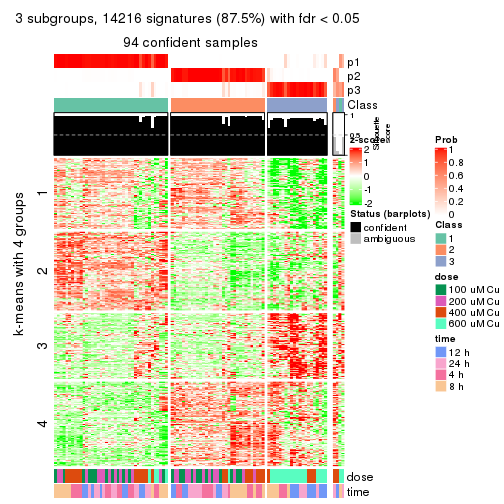 3 subgroups, 14216 signatures (87.5%) with fdr < 0.05
94 confident samples
p1
p2
p3
Class
1
0.5
Silhouette
score
k-means with 4 groups
1
2
3
4
dose
time
z-score
2
1
0
-1
-2
Status (barplots)
confident
ambiguous
Prob
1
0.8
0.6
0.4
0.2
0
Class
1
2
3
dose
100 uM Cu
200 uM Cu
400 uM Cu
600 uM Cu
time
12 h
24 h
4 h
8 h